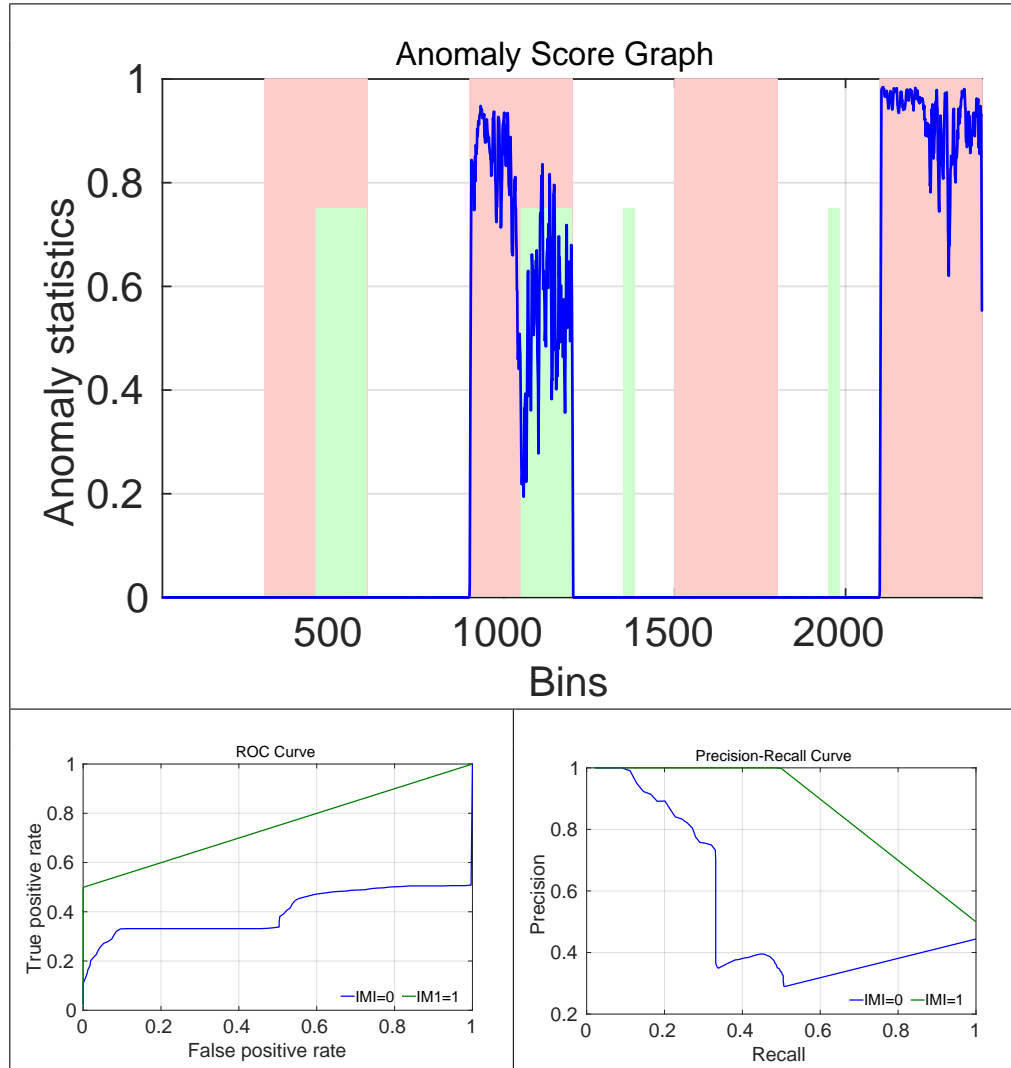 Anomaly Score Graph
1
0.8
0.6
0.4
0.2
0
Anomaly statistics
500 1000 1500 2000
Bins
ROC Curve
1
0.8
0.6
0.4
0.2
0
True positive rate
IMI=0 IM1=1
0 0.2 0.4 0.6 0.8 1
False positive rate
Precision-Recall Curve
1
0.8
0.6
0.4
0.2
Precision
IMI=0 IMI=1
0 0.2 0.4 0.6 0.8 1
Recall